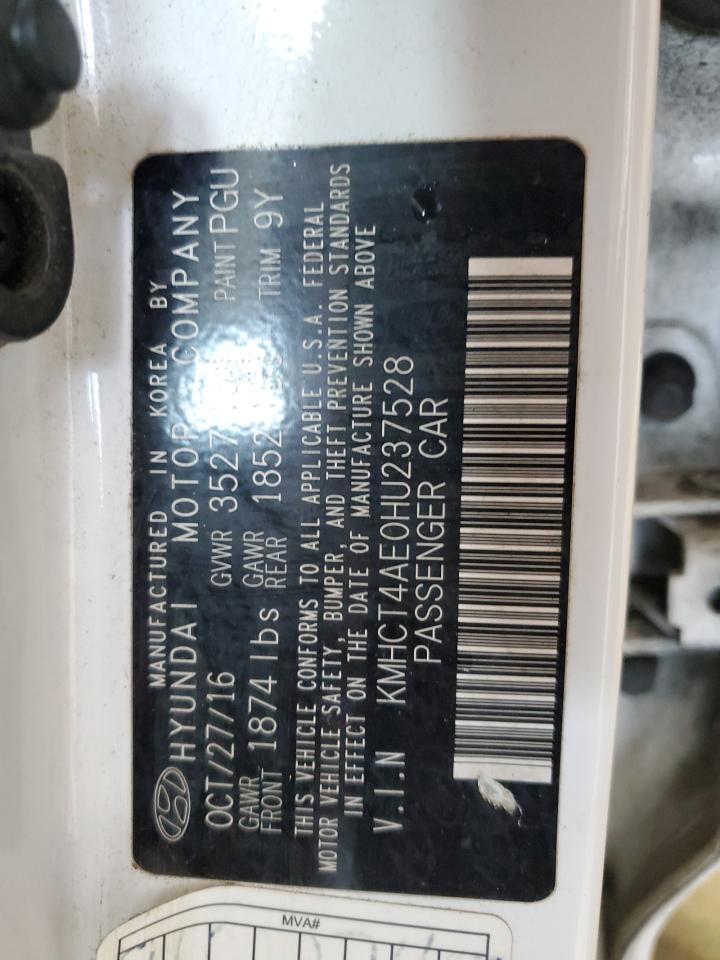 MANUFACTURED IN KOREA BY
HYUNDAI MOTOR COMPANY
OCT/27/16 GVWR 3527 PAINT PGU
GAWR FRONT 1874 lbs GAWR REAR 1852 TRIM 9Y
THIS VEHICLE CONFORMS TO ALL APPLICABLE U.S.A. FEDERAL
MOTOR VEHICLE SAFETY, BUMPER, AND THEFT PREVENTION STANDARDS
IN EFFECT ON THE DATE OF MANUFACTURE SHOWN ABOVE
V.I.N KMHCT4AE0HU237528
PASSENGER CAR
MVA#